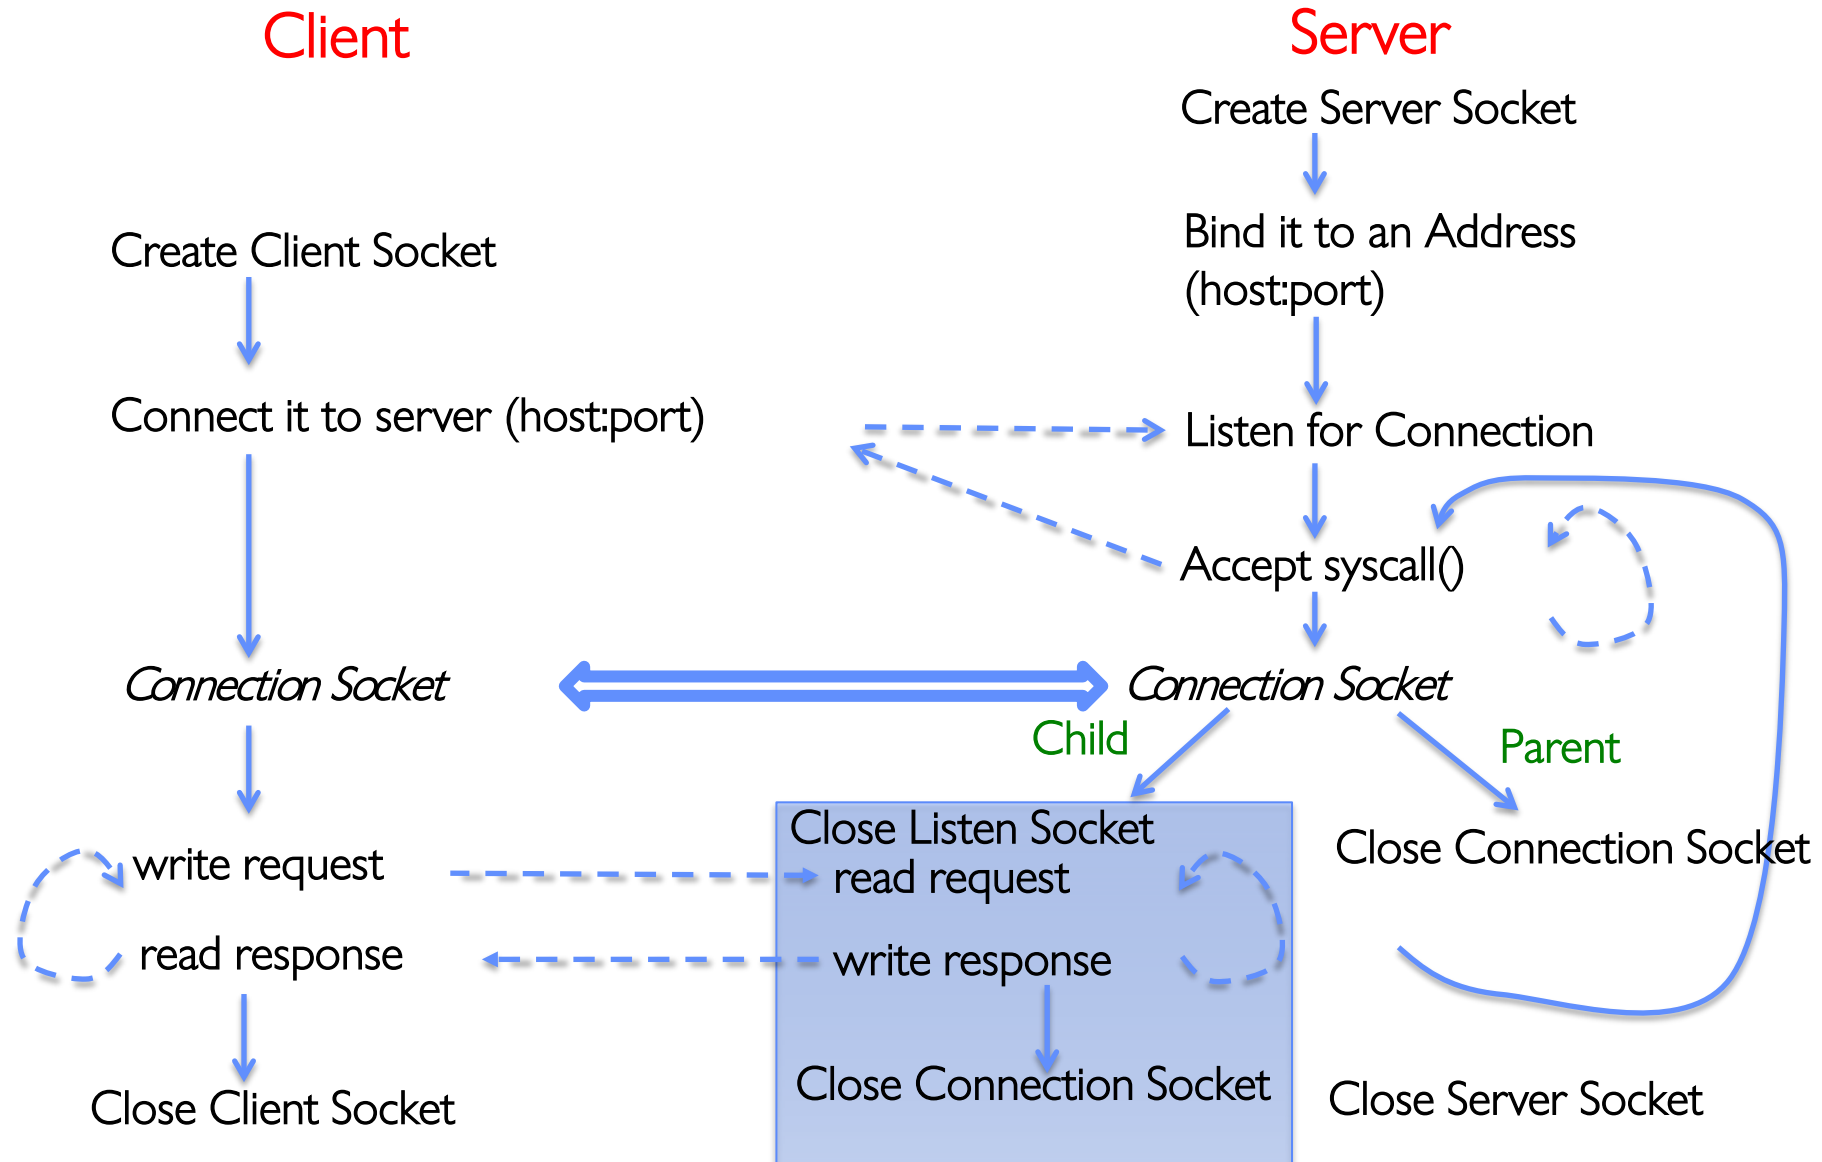 Client
Server
Create Server Socket
Bind it to an Address
(host:port)
Create Client Socket
Connect it to server (host:port)
Listen for Connection
Accept syscall()
Connection Socket
Connection Socket
Child
Parent
Close Listen Socket
Close Connection Socket
write request
read request
read response
write response
Close Connection Socket
Close Client Socket
Close Server Socket